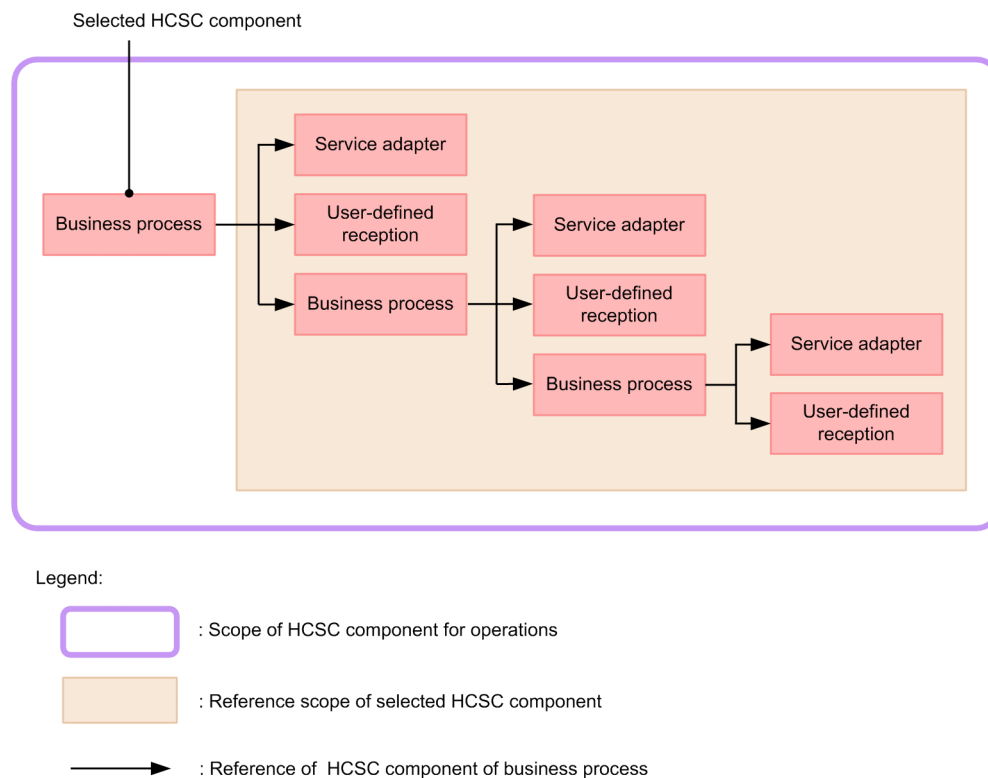 Selected HCSC component
Service adapter
Business process
User-defined
reception
Business process
Service adapter
User-defined
reception
Business process
Service adapter
User-defined
reception
Legend:
: Scope of HCSC component for operations
: Reference scope of selected HCSC component
: Reference of  HCSC component of business process